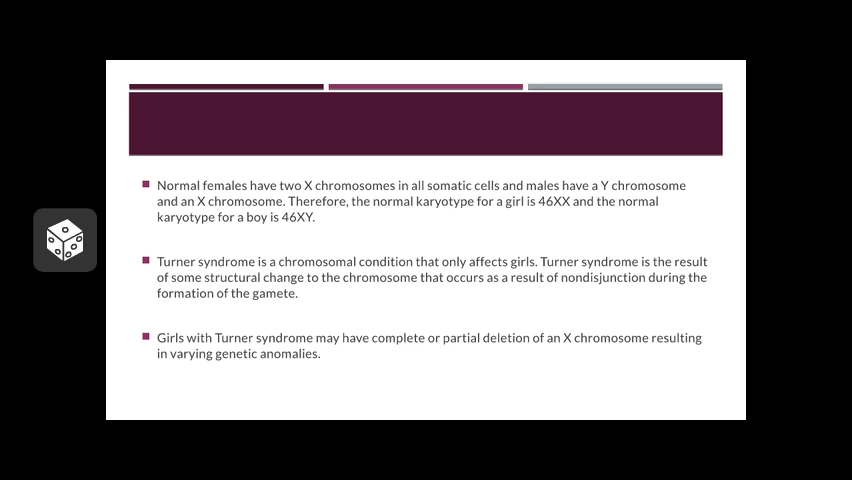 Normal females have two X chromosomes in all somatic cells and males have a Y chromosome
and an X chromosome. Therefore, the normal karyotype for a girl is 46XX and the normal
karyotype for a boy is 46XY.
Turner syndrome is a chromosomal condition that only affects girls. Turner syndrome is the result
of some structural change to the chromosome that occurs as a result of nondisjunction during the
formation of the gamete.
Girls with Turner syndrome may have complete or partial deletion of an X chromosome resulting
in varying genetic anomalies.